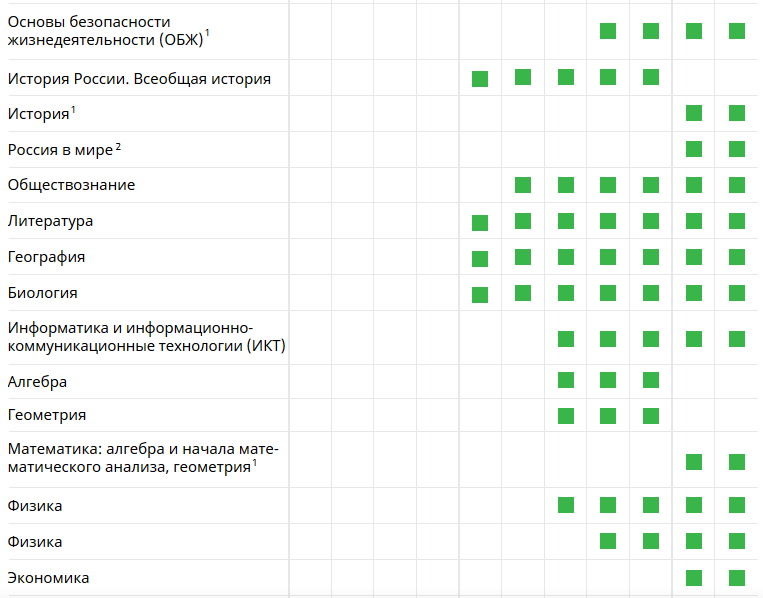 Основы безопасности
жизнедеятельности (ОБЖ)1
История России. Всеобщая история
История1
Россия в мире2
Обществознание
Литература
География
Биология
Информатика и информационно-
коммуникационные технологии (ИКТ)
Алгебра
Геометрия
Математика: алгебра и начала мате-
матического анализа, геометрия1
Физика
Физика
Экономика